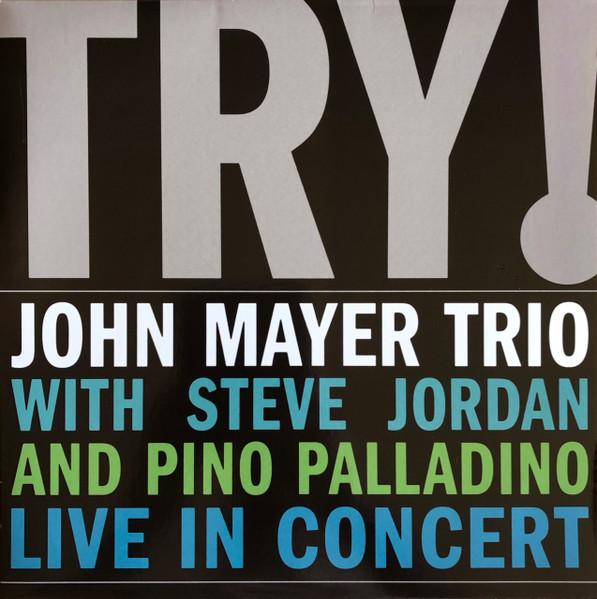 TRY!
JOHN MAYER TRIO
WITH STEVE JORDAN
AND PINO PALLADINO
LIVE IN CONCERT